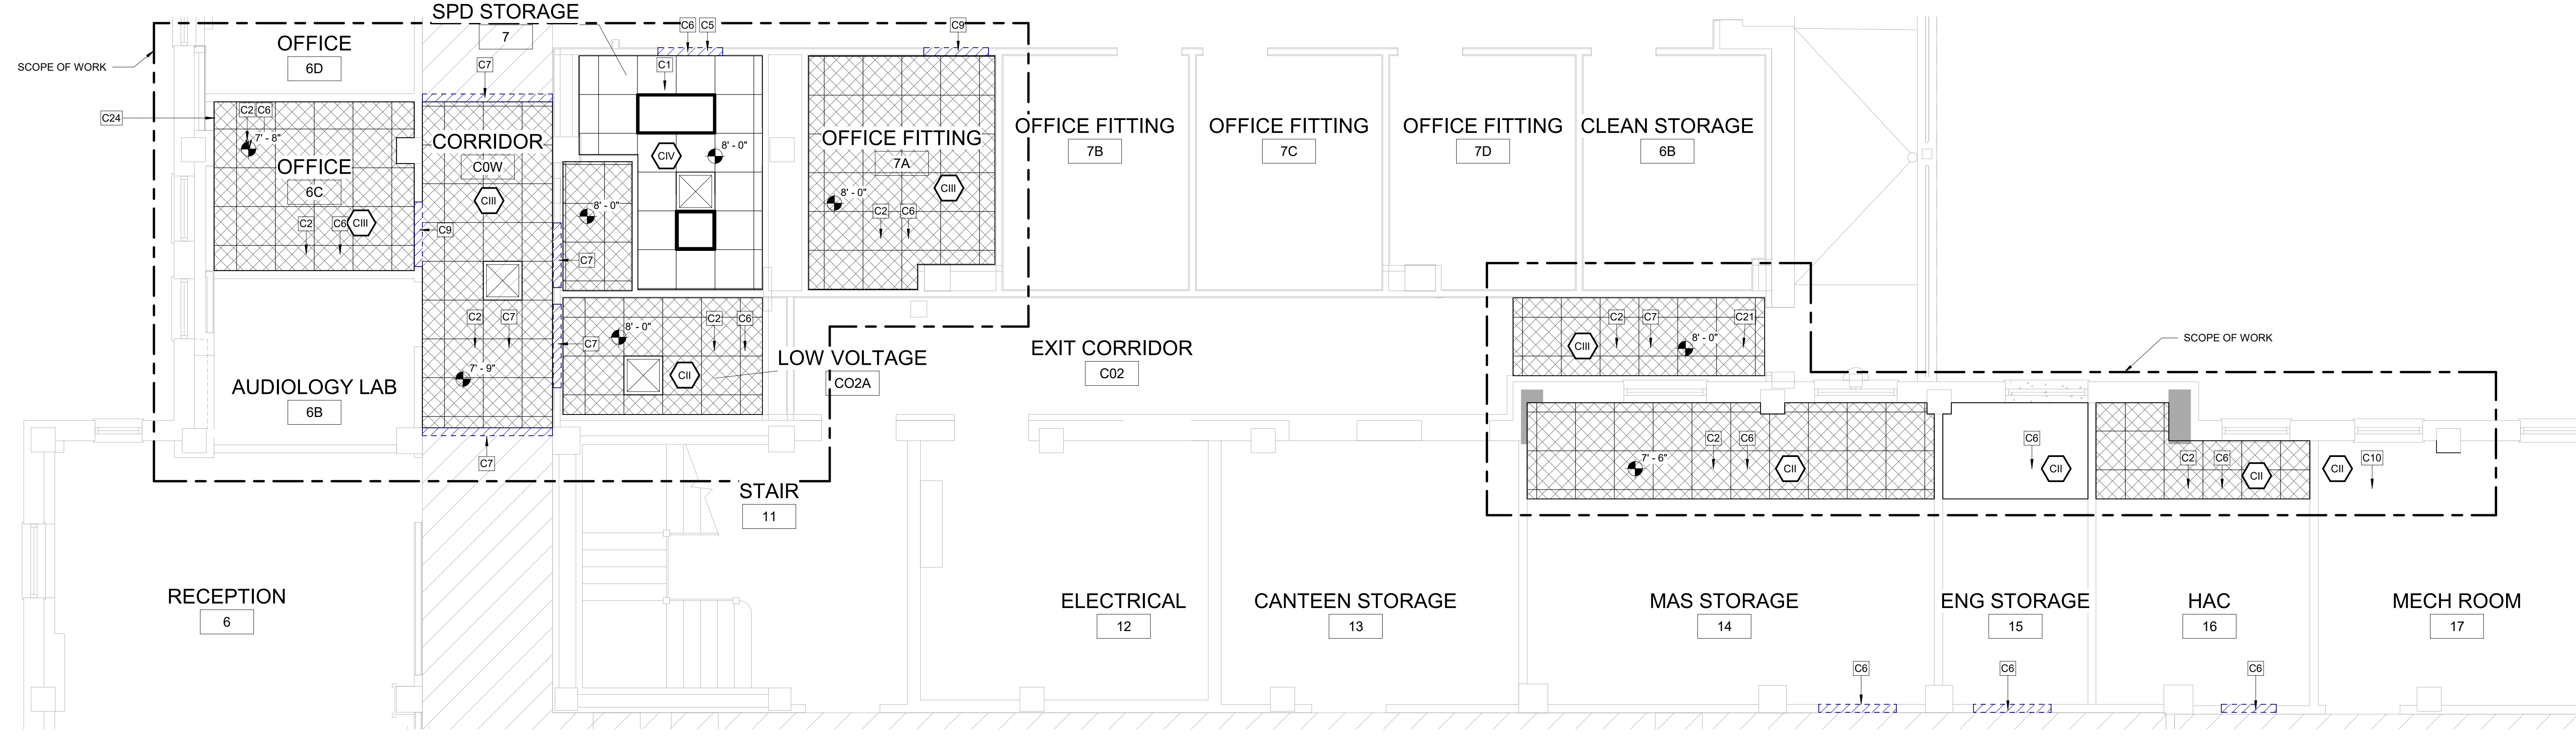 SPD STORAGE
7
C6 C5
C9
OFFICE
6D
SCOPE OF WORK
C7
C1
C24
C2 C6
7' - 8"
OFFICE
6C
C2
C6
CIII
CORRIDOR
C0W
CIII
C9
CIV
8' - 0"
8' - 0"
C7
OFFICE FITTING
7A
8' - 0"
CIII
C2
C6
OFFICE FITTING
7B
OFFICE FITTING
7C
OFFICE FITTING
7D
CLEAN STORAGE
6B
C2
C7
7' - 9"
8' - 0"
C2
C6
C7
CII
LOW VOLTAGE
CO2A
EXIT CORRIDOR
C02
CIII
C2
C7
8' - 0"
C21
SCOPE OF WORK
AUDIOLOGY LAB
6B
C7
STAIR
11
7' - 6"
C2
C6
CII
C6
CII
C2
C6
CII
CII
C10
RECEPTION
6
ELECTRICAL
12
CANTEEN STORAGE
13
MAS STORAGE
14
ENG STORAGE
15
HAC
16
MECH ROOM
17
C6
C6
C6